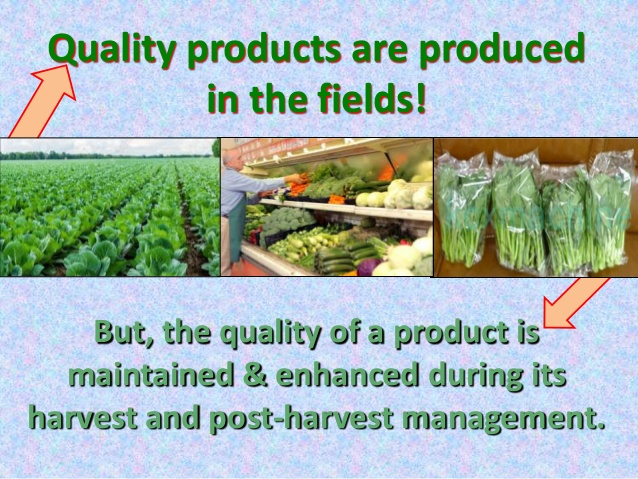 Quality products are produced
in the fields!
But, the quality of a product is
maintained & enhanced during its
harvest and post-harvest management.